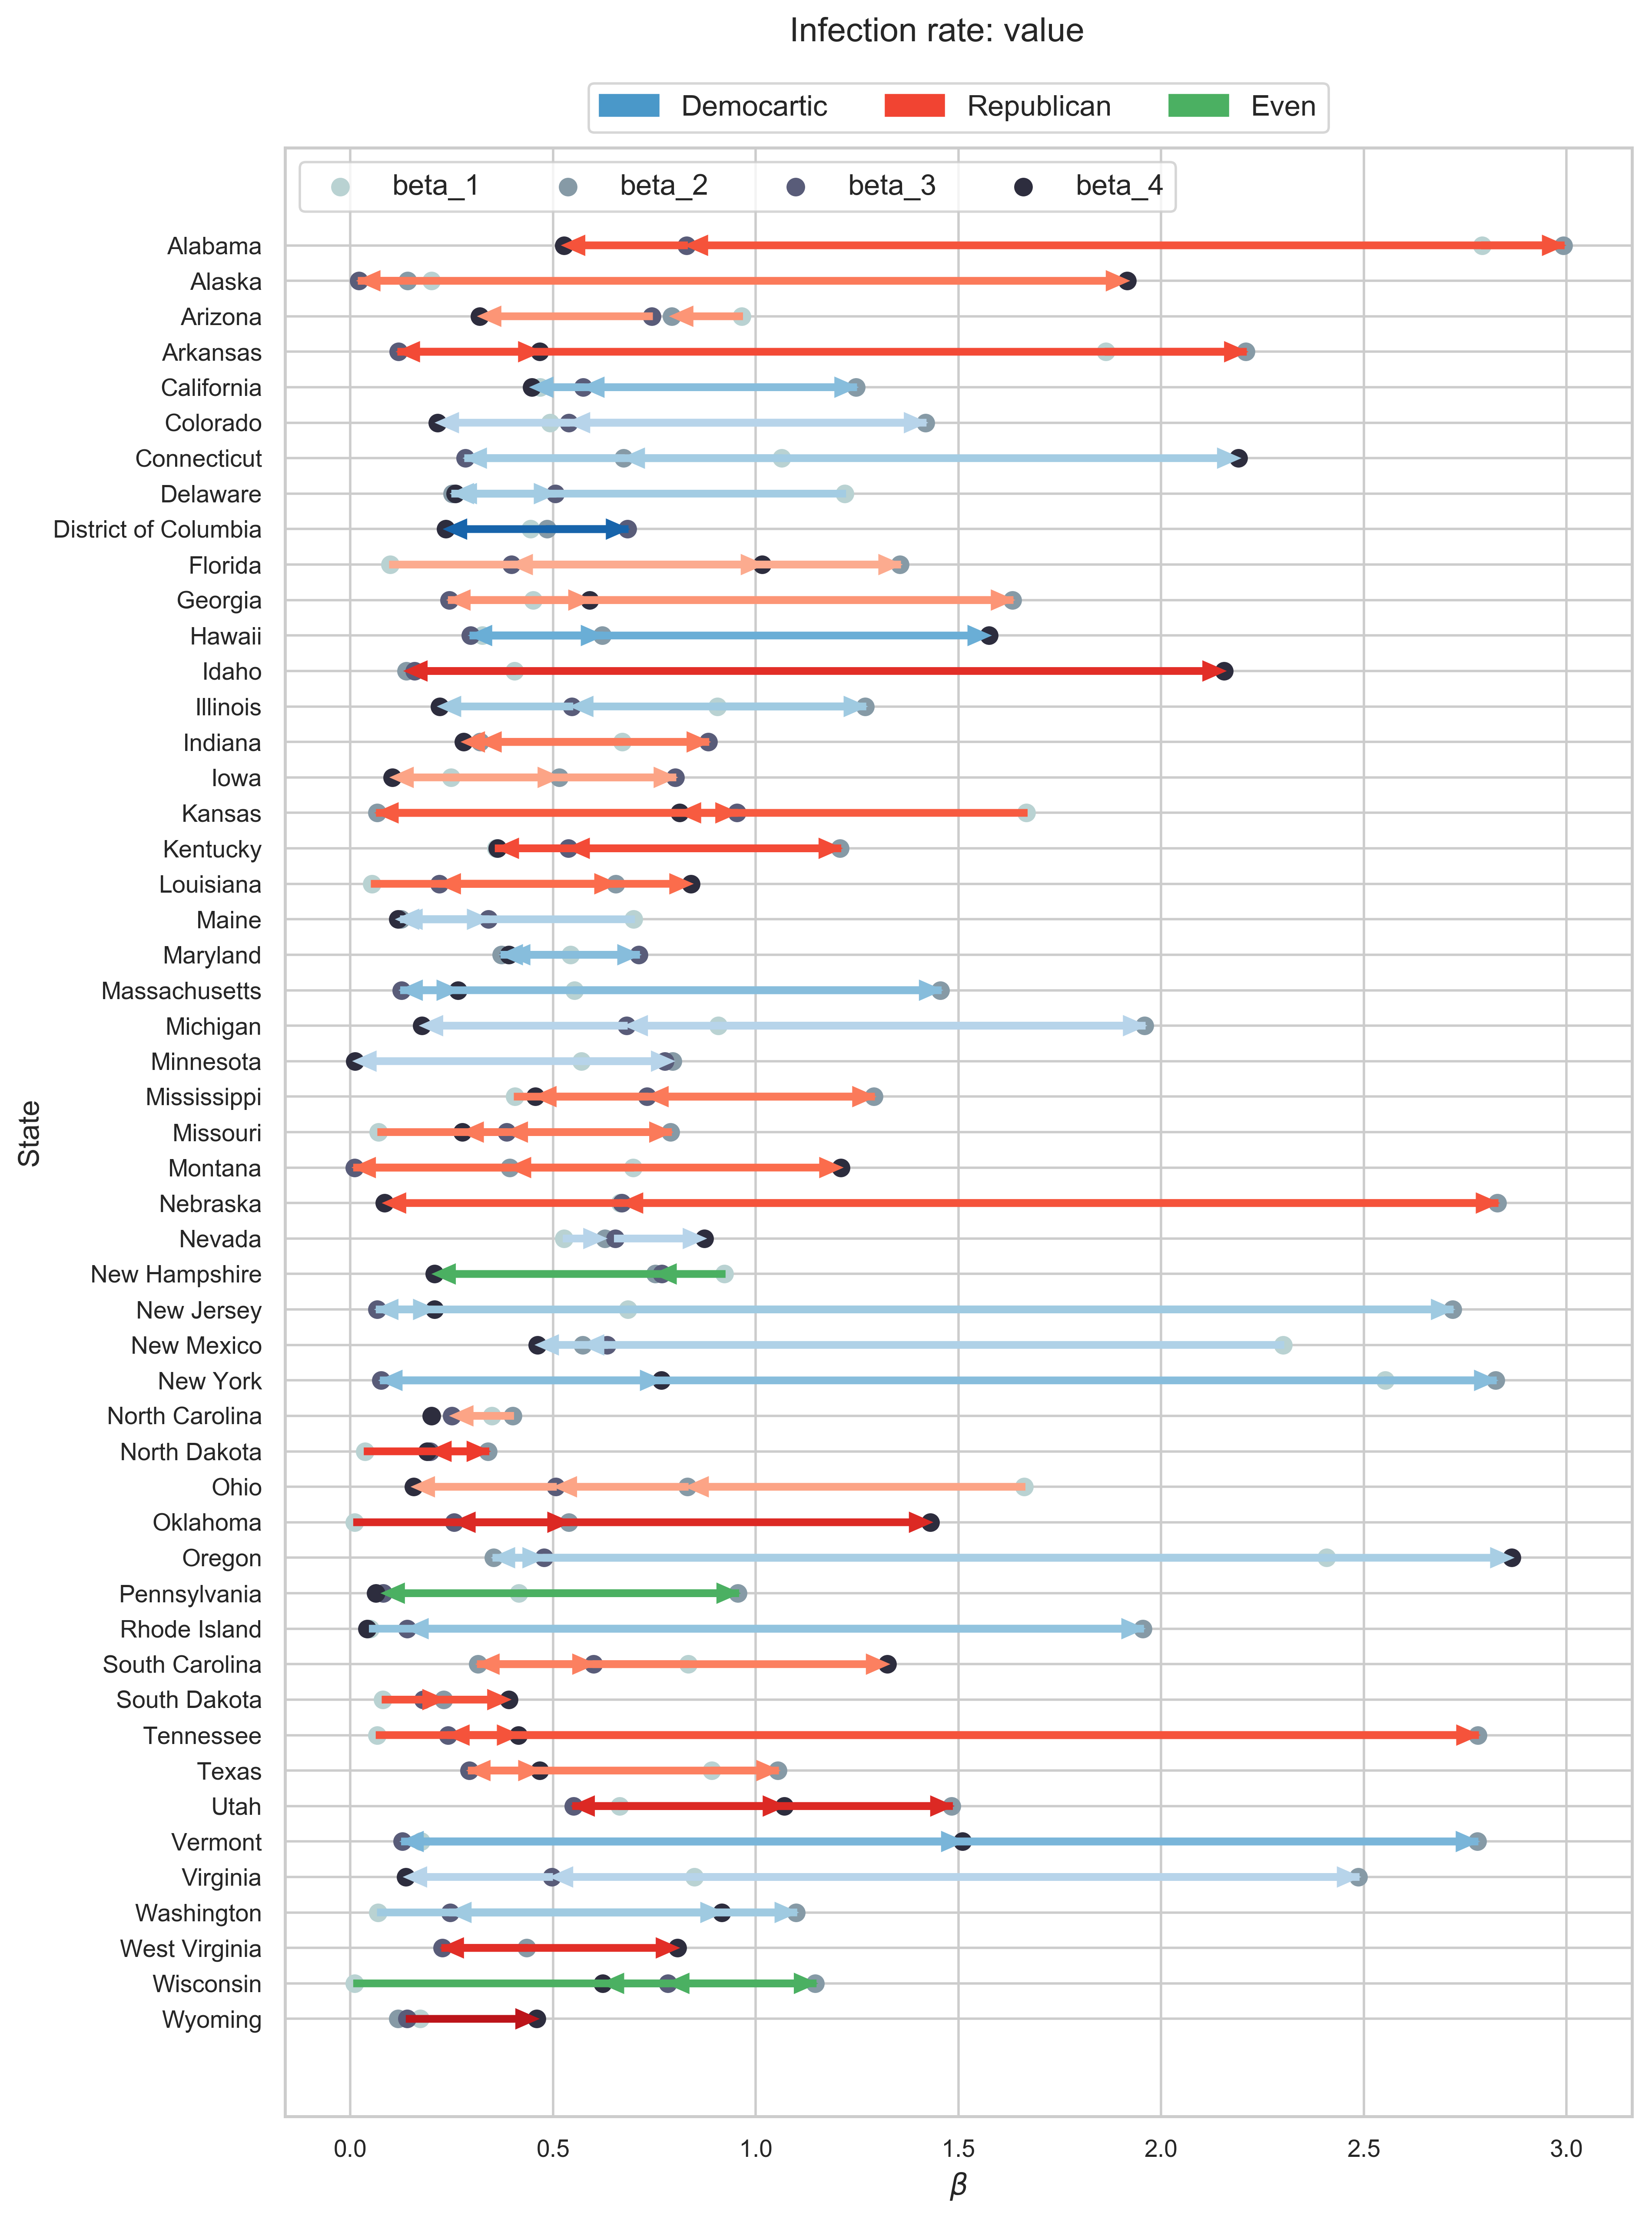 Infection rate: value
Democartic Republican Even
beta_1 beta_2 beta_3 beta_4
Alabama
Alaska
Arizona
Arkansas
California
Colorado
Connecticut
Delaware
District of Columbia
Florida
Georgia
Hawaii
Idaho
Illinois
Indiana
Iowa
Kansas
Kentucky
Louisiana
Maine
Maryland
Massachusetts
Michigan
Minnesota
Mississippi
Missouri
Montana
Nebraska
Nevada
New Hampshire
New Jersey
New Mexico
New York
North Carolina
North Dakota
Ohio
Oklahoma
Oregon
Pennsylvania
Rhode Island
South Carolina
South Dakota
Tennessee
Texas
Utah
Vermont
Virginia
Washington
West Virginia
Wisconsin
Wyoming
State
0.0 0.5 1.0 1.5 2.0 2.5 3.0
β